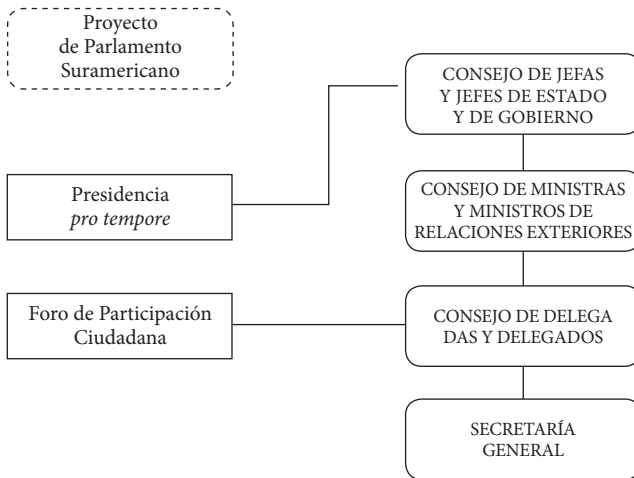 Proyecto
de Parlamento
Suramericano
CONSEJO DE JEFAS
Y JEFES DE ESTADO
Y DE GOBIERNO
Presidencia
pro tempore
CONSEJO DE MINISTRAS
Y MINISTROS DE
RELACIONES EXTERIORES
Foro de Participación
Ciudadana
CONSEJO DE DELEGA
DAS Y DELEGADOS
SECRETARÍA
GENERAL